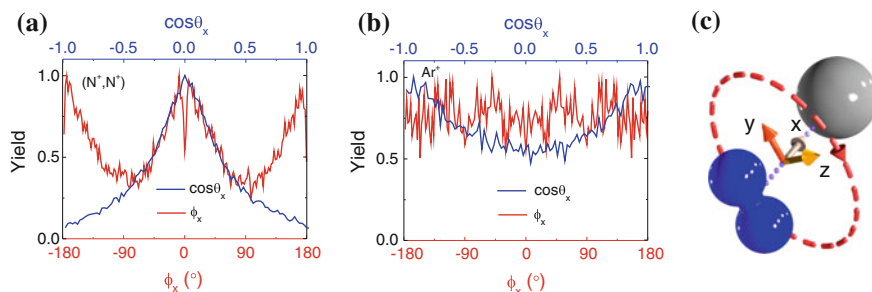 (a)
cosθx
-1.0 -0.5 0.0 0.5 1.0
(N+,N+)
Yield
1.0
0.5
0.0
cosθx
ϕx
-180 -90 0 90 180
ϕx (°)
(b)
cosθx
-1.0 -0.5 0.0 0.5 1.0
Ar+
Yield
1.0
0.5
0.0
cosθx
ϕx
-180 -90 0 90 180
ϕx (°)
(c)
y
x
z